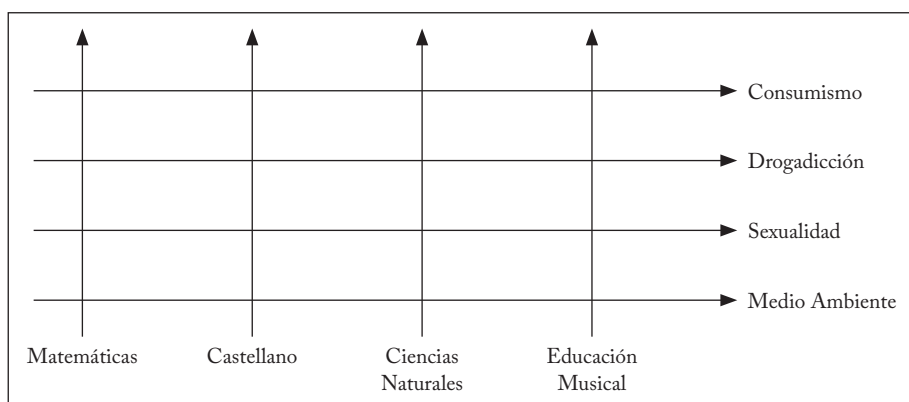 Consumismo
Drogadicción
Sexualidad
Medio Ambiente
Matemáticas
Castellano
Ciencias
Naturales
Educación
Musical